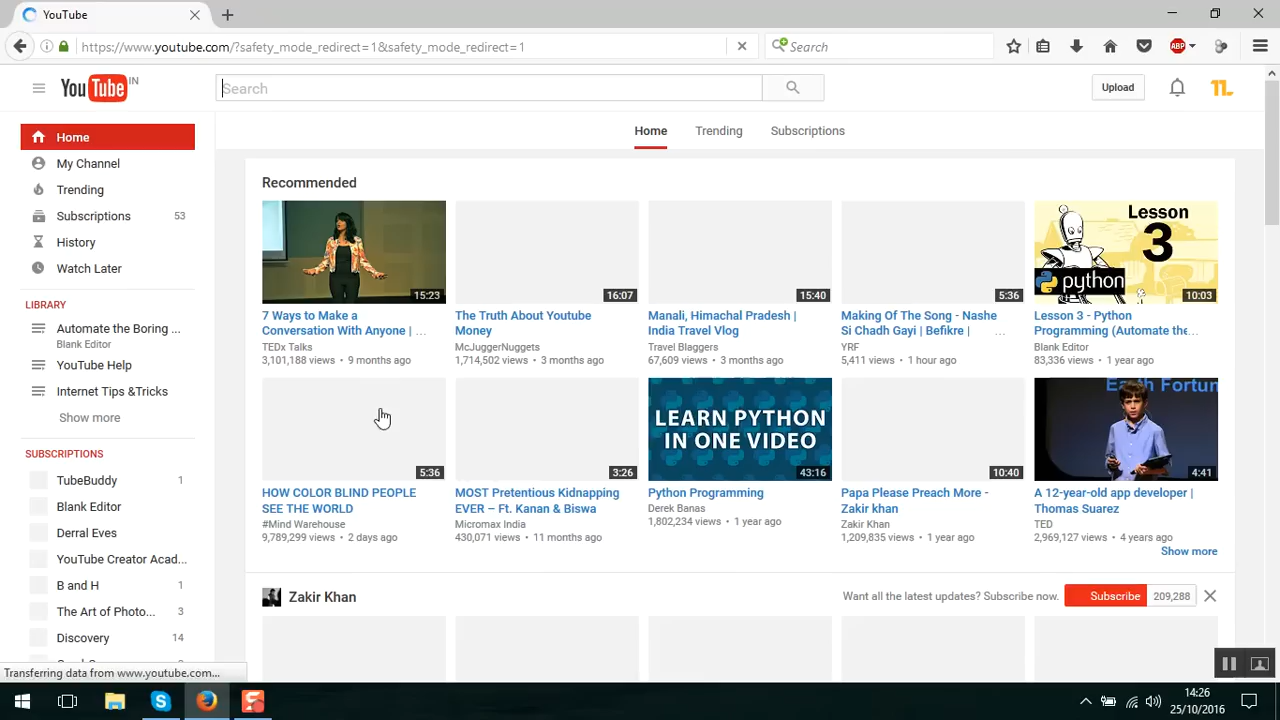 YouTube
https://www.youtube.com/?safety_mode_redirect=1&safety_mode_redirect=1
Search
ABP
YouTube IN
Search
Upload
Home
My Channel
Trending
Subscriptions 53
History
Watch Later
LIBRARY
Automate the Boring ...
Blank Editor
YouTube Help
Internet Tips &Tricks
Show more
SUBSCRIPTIONS
TubeBuddy 1
Blank Editor
Derral Eves
YouTube Creator Acad...
B and H 1
The Art of Photo... 3
Discovery 14
Home Trending Subscriptions
Recommended
15:23
7 Ways to Make a
Conversation With Anyone | ...
TEDx Talks
3,101,188 views • 9 months ago
16:07
The Truth About Youtube
Money
McJuggerNuggets
1,714,502 views • 3 months ago
15:40
Manali, Himachal Pradesh |
India Travel Vlog
Travel Blaggers
67,609 views • 3 months ago
5:36
Making Of The Song - Nashe
Si Chadh Gayi | Befikre | ...
YRF
5,411 views • 1 hour ago
Lesson
3
python
10:03
Lesson 3 - Python
Programming (Automate the...
Blank Editor
83,336 views • 1 year ago
5:36
HOW COLOR BLIND PEOPLE
SEE THE WORLD
#Mind Warehouse
9,789,299 views • 2 days ago
3:26
MOST Pretentious Kidnapping
EVER – Ft. Kanan & Biswa
Micromax India
430,071 views • 11 months ago
LEARN PYTHON
IN ONE VIDEO
43:16
Python Programming
Derek Banas
1,802,234 views • 1 year ago
10:40
Papa Please Preach More -
Zakir khan
Zakir Khan
1,209,835 views • 1 year ago
Earth Fortun
4:41
A 12-year-old app developer |
Thomas Suarez
TED
2,969,127 views • 4 years ago
Show more
Zakir Khan
Want all the latest updates? Subscribe now. Subscribe 209,288
Transferring data from www.youtube.com...
14:26
25/10/2016